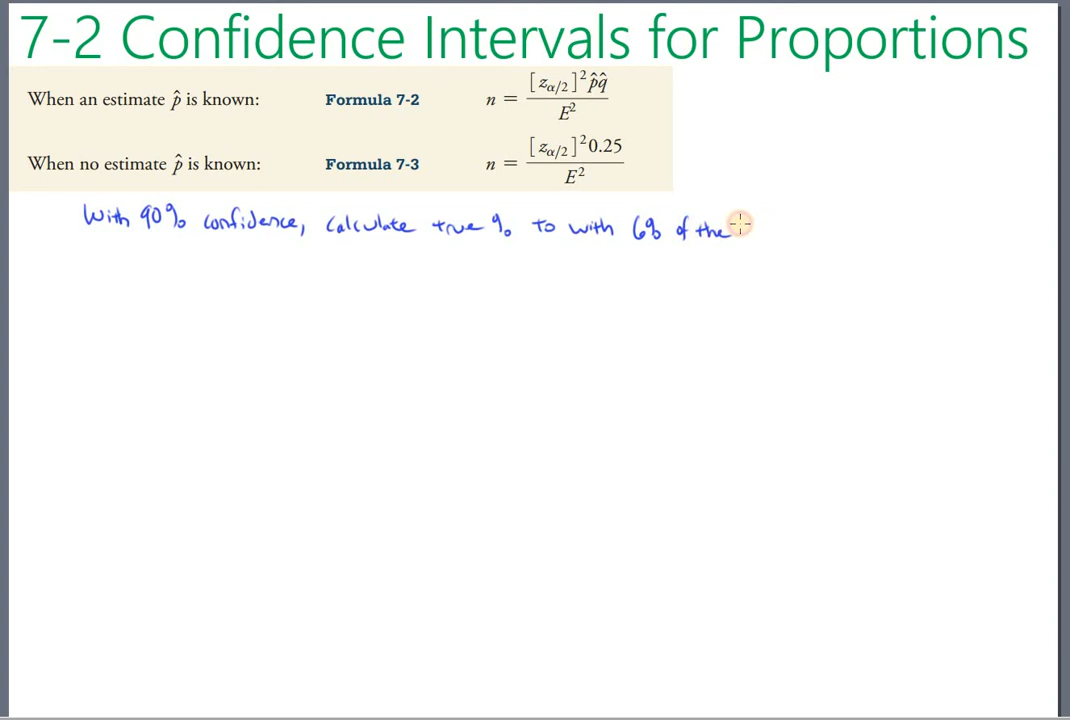 7-2 Confidence Intervals for Proportions
When an estimate p̂ is known: Formula 7-2 n = [z_{α/2}]² p̂q̂ / E²
When no estimate p̂ is known: Formula 7-3 n = [z_{α/2}]² 0.25 / E²
With 90% confidence, calculate true % to with 6% of the